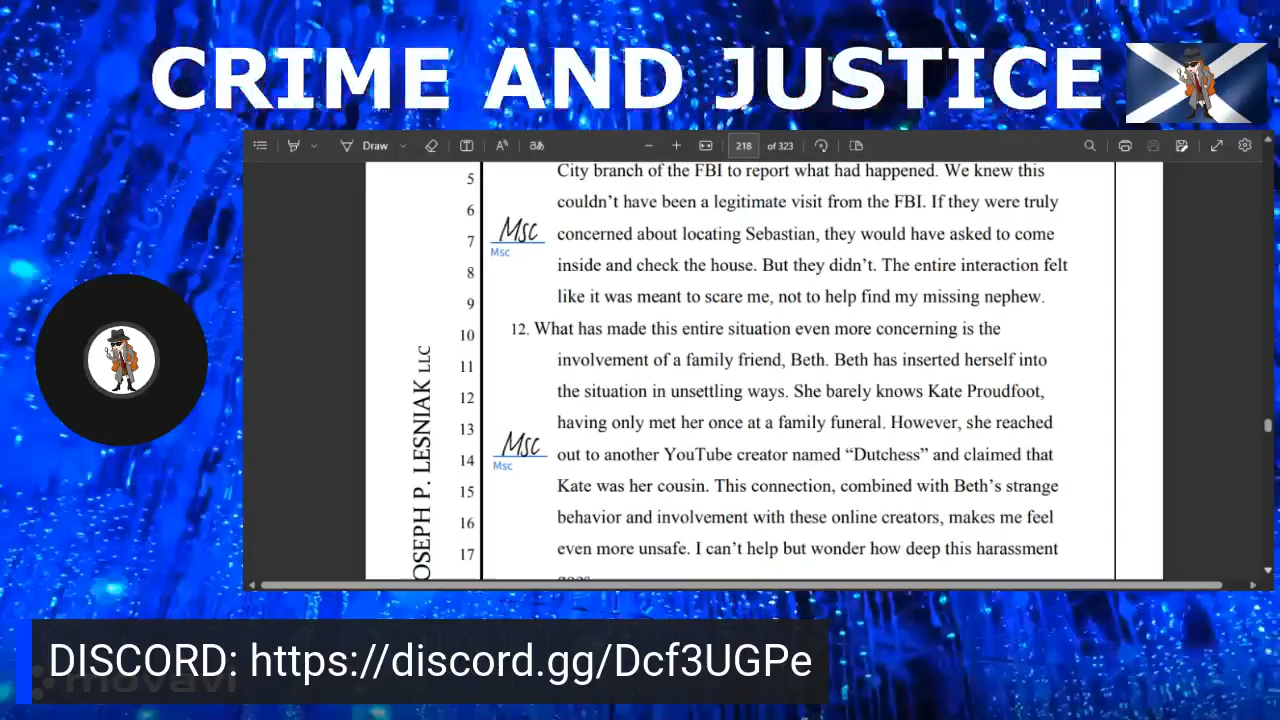 CRIME AND JUSTICE
Draw
218 of 323
5 City branch of the FBI to report what had happened. We knew this
6 couldn't have been a legitimate visit from the FBI. If they were truly
Msc
7 concerned about locating Sebastian, they would have asked to come
Msc
8 inside and check the house. But they didn't. The entire interaction felt
9 like it was meant to scare me, not to help find my missing nephew.
10 12. What has made this entire situation even more concerning is the
11 involvement of a family friend, Beth. Beth has inserted herself into
12 the situation in unsettling ways. She barely knows Kate Proudfoot,
13 having only met her once at a family funeral. However, she reached
Msc
14 out to another YouTube creator named “Dutchess” and claimed that
Msc
15 Kate was her cousin. This connection, combined with Beth's strange
16 behavior and involvement with these online creators, makes me feel
17 even more unsafe. I can't help but wonder how deep this harassment
OSEPH P. LESNIAK LLC
DISCORD: https://discord.gg/Dcf3UGPe
movavi